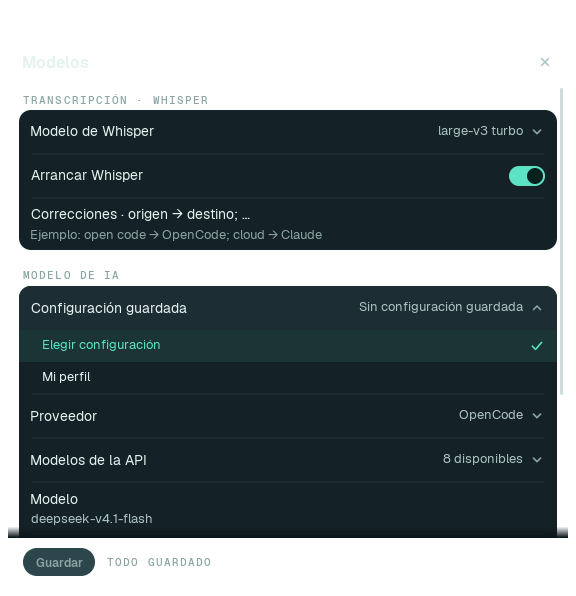 Modelos
TRANSCRIPCIÓN · WHISPER
Modelo de Whisper large-v3 turbo
Arrancar Whisper
Correcciones · origen → destino; …
Ejemplo: open code → OpenCode; cloud → Claude
MODELO DE IA
Configuración guardada Sin configuración guardada
Elegir configuración
Mi perfil
Proveedor OpenCode
Modelos de la API 8 disponibles
Modelo
deepseek-v4.1-flash
Guardar TODO GUARDADO